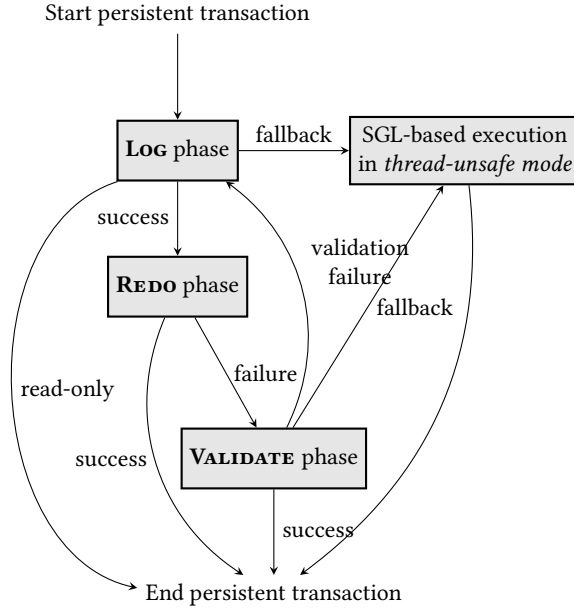 Start persistent transaction
LOG phase
fallback
SGL-based execution
in thread-unsafe mode
success
validation
failure
REDO phase
fallback
failure
read-only
success
VALIDATE phase
success
End persistent transaction